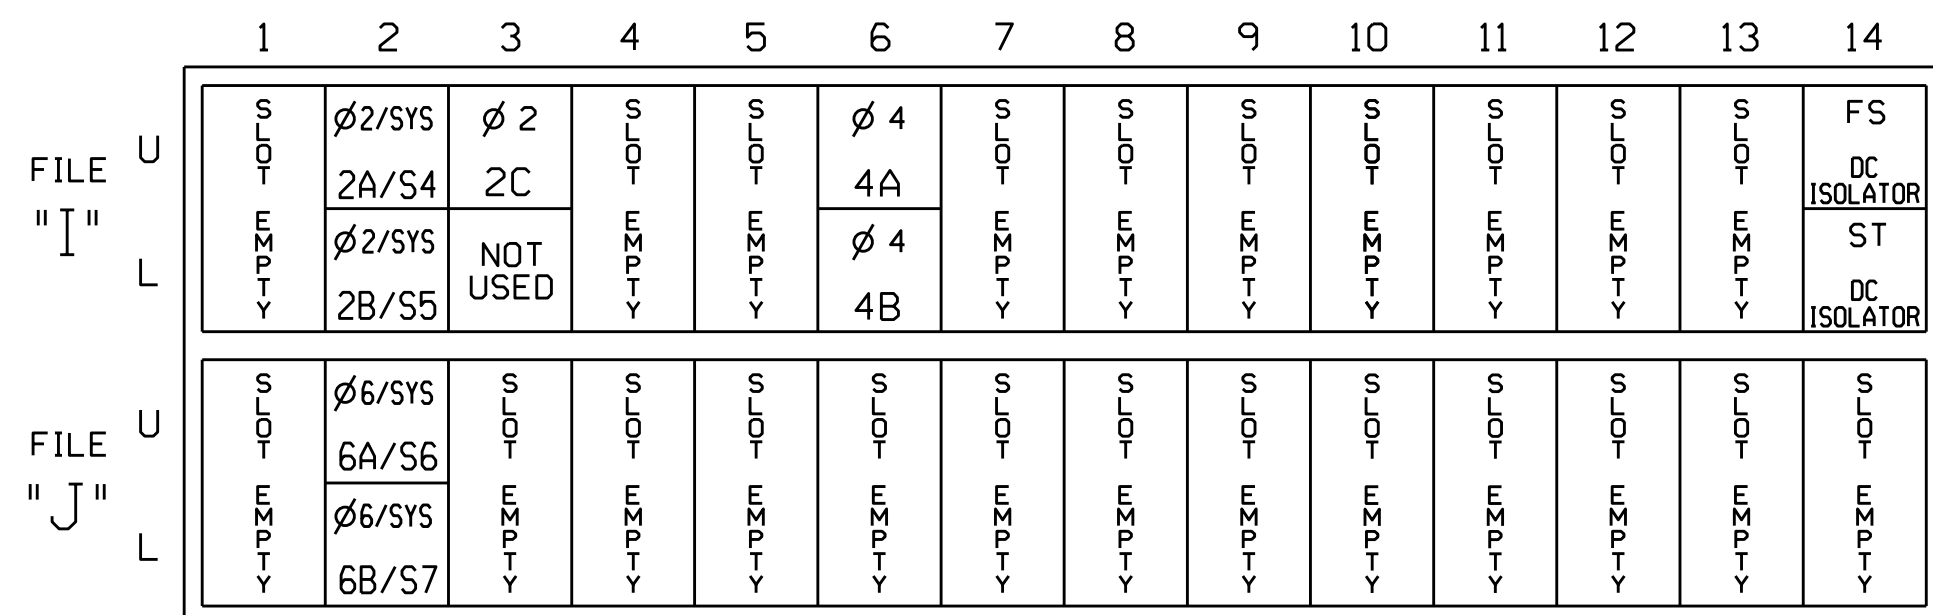 1 2 3 4 5 6 7 8 9 10 11 12 13 14
FILE "I"
U
L
SLOT EMPTY
Ø2/SYS
2A/S4
Ø2/SYS
2B/S5
Ø 2
2C
NOT
USED
SLOT EMPTY
SLOT EMPTY
Ø 4
4A
Ø 4
4B
SLOT EMPTY
SLOT EMPTY
SLOT EMPTY
SLOT EMPTY
SLOT EMPTY
SLOT EMPTY
SLOT EMPTY
FS
DC
ISOLATOR
ST
DC
ISOLATOR
FILE "J"
U
L
SLOT EMPTY
Ø6/SYS
6A/S6
Ø6/SYS
6B/S7
SLOT EMPTY
SLOT EMPTY
SLOT EMPTY
SLOT EMPTY
SLOT EMPTY
SLOT EMPTY
SLOT EMPTY
SLOT EMPTY
SLOT EMPTY
SLOT EMPTY
SLOT EMPTY
SLOT EMPTY